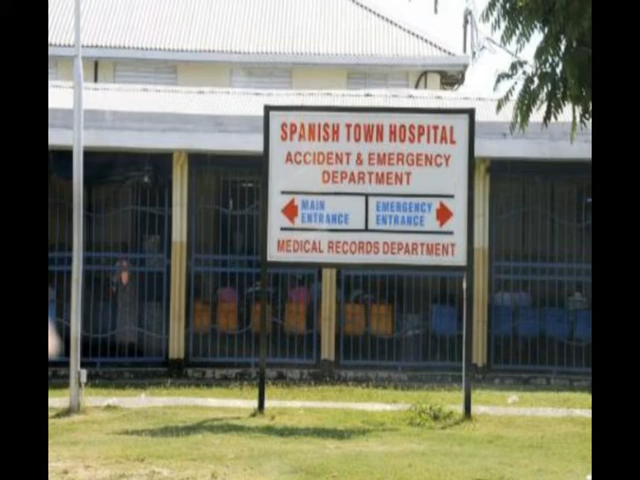 SPANISH TOWN HOSPITAL
ACCIDENT & EMERGENCY
DEPARTMENT
MAIN
ENTRANCE
EMERGENCY
ENTRANCE
MEDICAL RECORDS DEPARTMENT